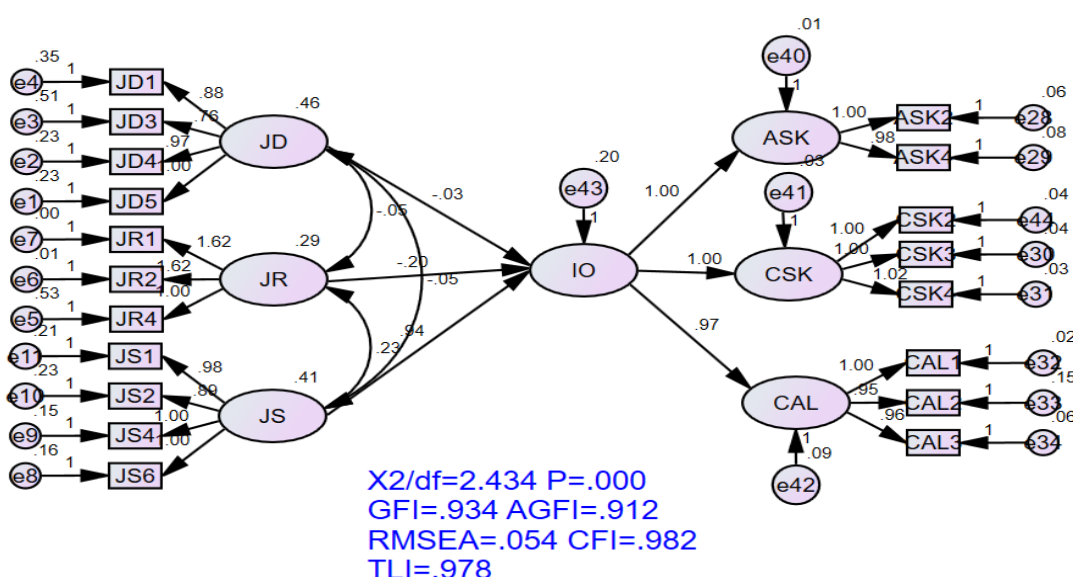 .35
e4 1 JD1 .88
.51
e3 1 JD3 .76
.23
e2 1 JD4 .97
.23
e1 1 JD5 1.00
JD .46
.00
e7 1 JR1 1.62
.01
e6 1 JR2 1.62
.53
e5 1 JR4 1.00
JR .29
.21
e11 1 JS1 .98
.23
e10 1 JS2 .89
.15
e9 1 JS4 1.00
.16
e8 1 JS6 1.00
JS .41
-.05
-.05
.23
-.03
-.20
.94
.20
e43
1
IO
1.00
1.00
.97
.01
e40
1
ASK
1.00 ASK2 1 e28 .06
.98 ASK4 1 e29 .08
.03
e41
1
CSK
1.00 CSK2 1 e44 .04
1.00 CSK3 1 e30 .04
1.02 CSK4 1 e31 .03
CAL
1.00 CAL1 1 e32 .02
.95 CAL2 1 e33 .15
.96 CAL3 1 e34 .06
1
.09
e42
X2/df=2.434 P=.000
GFI=.934 AGFI=.912
RMSEA=.054 CFI=.982
TLI=.978